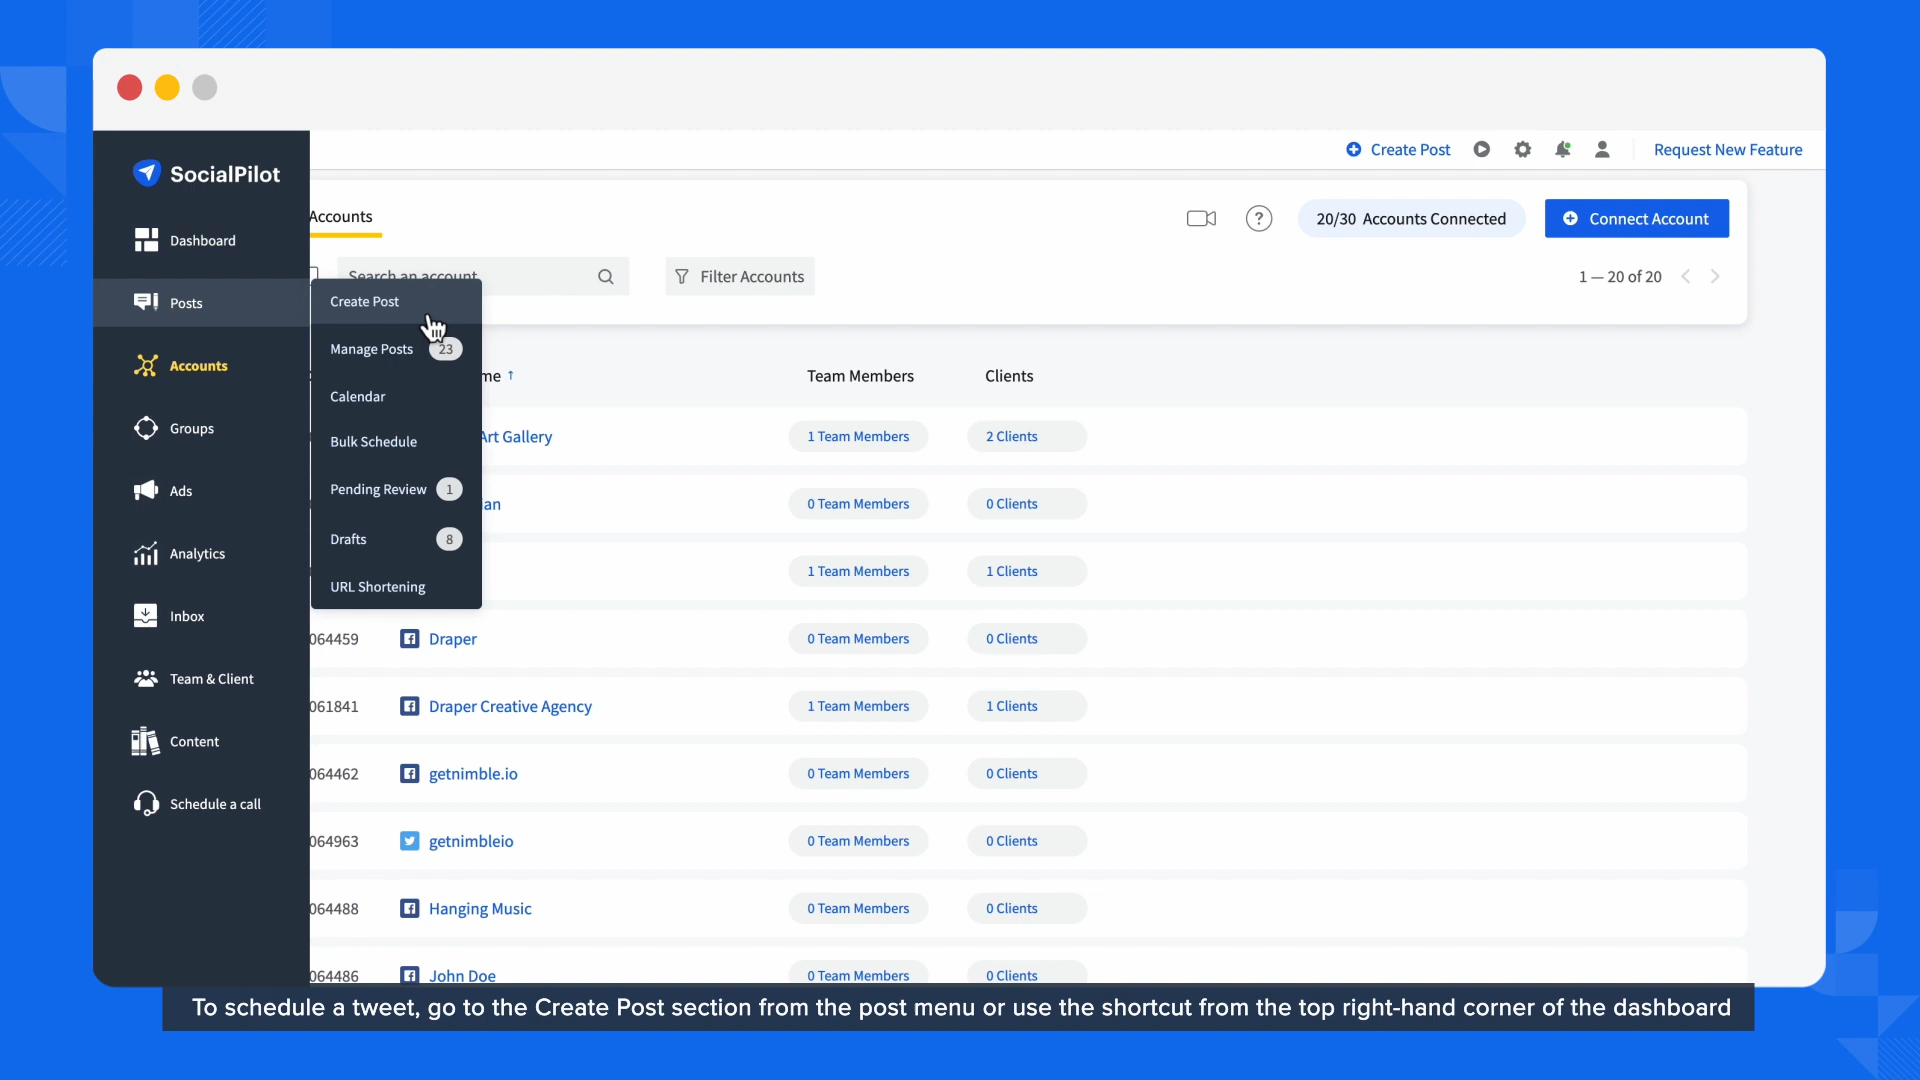 SocialPilot
Create Post
Request New Feature
Dashboard
Accounts
20/30 Accounts Connected
Connect Account
Search an account
Filter Accounts
1 — 20 of 20
Posts
Create Post
Manage Posts 23
Calendar
Bulk Schedule
Pending Review 1
Drafts 8
URL Shortening
Accounts
Groups
Ads
Analytics
Inbox
Team & Client
Content
Schedule a call
me ↑ Team Members Clients
Art Gallery 1 Team Members 2 Clients
ian 0 Team Members 0 Clients
1 Team Members 1 Clients
064459 Draper 0 Team Members 0 Clients
061841 Draper Creative Agency 1 Team Members 1 Clients
064462 getnimble.io 0 Team Members 0 Clients
064963 getnimbleio 0 Team Members 0 Clients
064488 Hanging Music 0 Team Members 0 Clients
064486 John Doe 0 Team Members 0 Clients
To schedule a tweet, go to the Create Post section from the post menu or use the shortcut from the top right-hand corner of the dashboard